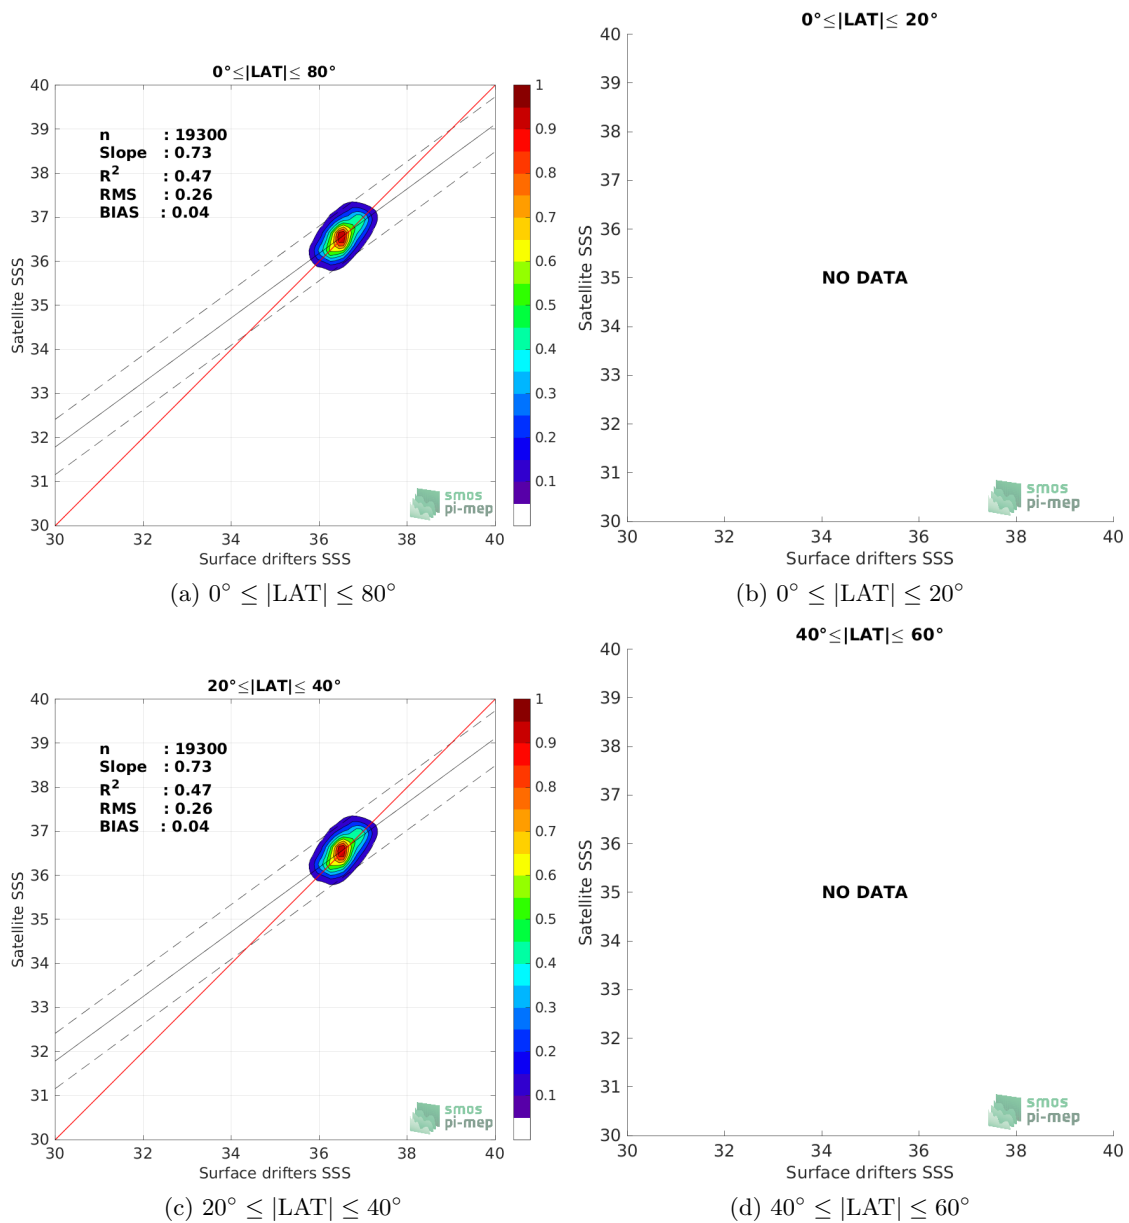 0°≤|LAT|≤ 80°
40
39
38
37
36
35
34
33
32
31
30
30 32 34 36 38 40
Satellite SSS
Surface drifters SSS
n : 19300
Slope : 0.73
R² : 0.47
RMS : 0.26
BIAS : 0.04
smos
pi-mep
1
0.9
0.8
0.7
0.6
0.5
0.4
0.3
0.2
0.1
(a) 0° ≤ |LAT| ≤ 80°
0°≤|LAT|≤ 20°
40
39
38
37
36
35
34
33
32
31
30
30 32 34 36 38 40
Satellite SSS
Surface drifters SSS
NO DATA
smos
pi-mep
(b) 0° ≤ |LAT| ≤ 20°
20°≤|LAT|≤ 40°
40
39
38
37
36
35
34
33
32
31
30
30 32 34 36 38 40
Satellite SSS
Surface drifters SSS
n : 19300
Slope : 0.73
R² : 0.47
RMS : 0.26
BIAS : 0.04
smos
pi-mep
1
0.9
0.8
0.7
0.6
0.5
0.4
0.3
0.2
0.1
(c) 20° ≤ |LAT| ≤ 40°
40°≤|LAT|≤ 60°
40
39
38
37
36
35
34
33
32
31
30
30 32 34 36 38 40
Satellite SSS
Surface drifters SSS
NO DATA
smos
pi-mep
(d) 40° ≤ |LAT| ≤ 60°